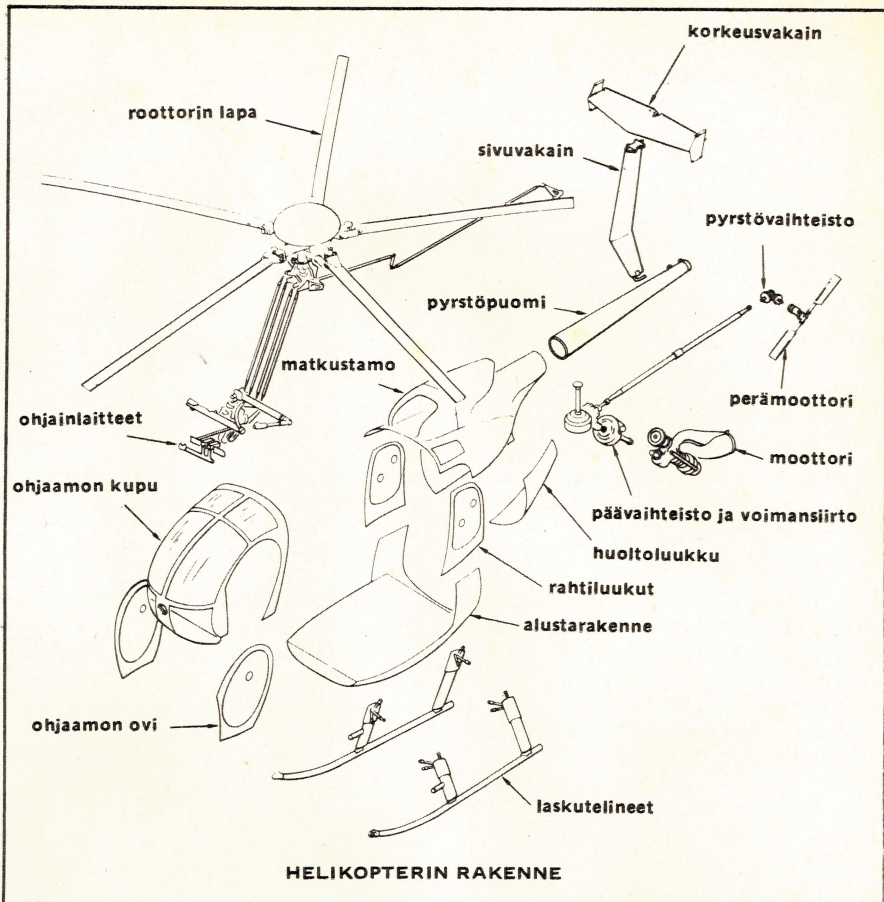 korkeusvakain
roottorin lapa
sivuvakain
pyrstövaihteisto
pyrstöpuomi
matkustamo
perämoottori
ohjainlaitteet
moottori
ohjaamon kupu
päävaihteisto ja voimansiirto
huoltoluukku
rahtiluukut
alustarakenne
ohjaamon ovi
laskutelineet
HELIKOPTERIN RAKENNE